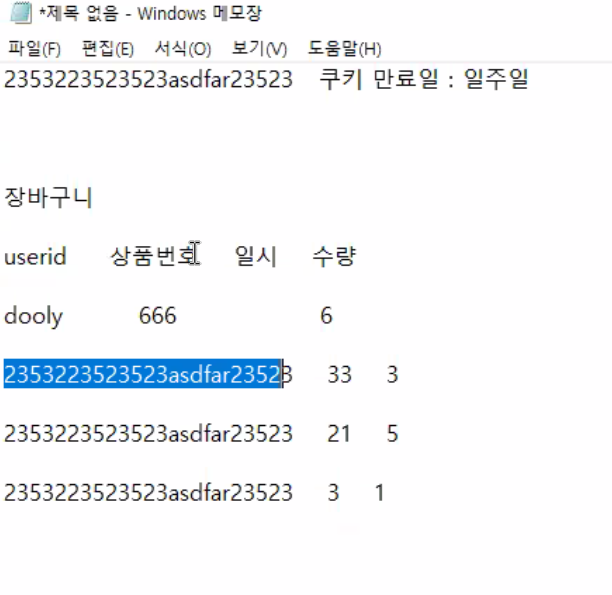 *제목 없음 - Windows 메모장
파일(F) 편집(E) 서식(O) 보기(V) 도움말(H)
2353223523523asdfar23523 쿠키 만료일 : 일주일
장바구니
userid 상품번호 일시 수량
dooly 666 6
2353223523523asdfar23523 33 3
2353223523523asdfar23523 21 5
2353223523523asdfar23523 3 1